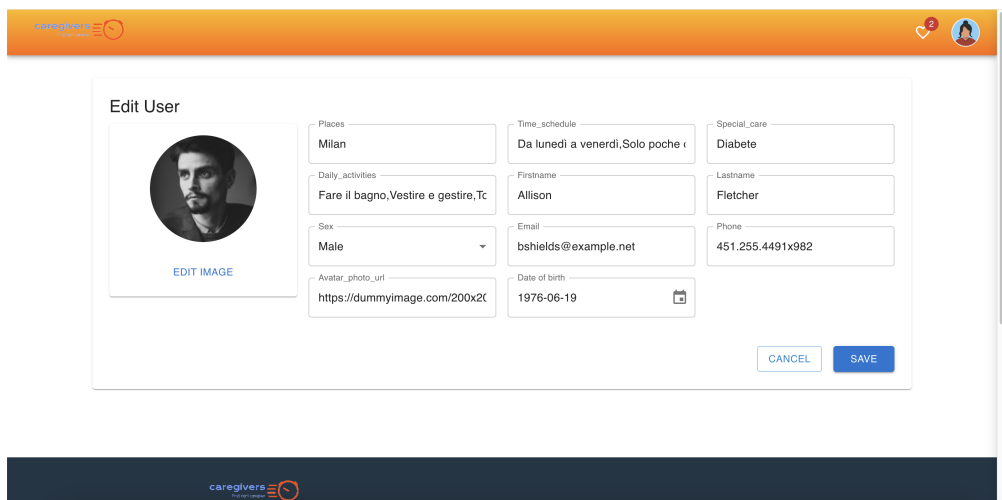 caregivers
2
Edit User
Places
Milan
Time_schedule
Da lunedì a venerdì,Solo poche
Special_care
Diabete
Daily_activities
Fare il bagno,Vestire e gestire,To
Firstname
Allison
Lastname
Fletcher
Sex
Male
Email
bshields@example.net
Phone
451.255.4491x982
EDIT IMAGE
Avatar_photo_url
https://dummyimage.com/200x20
Date of birth
1976-06-19
CANCEL
SAVE
caregivers